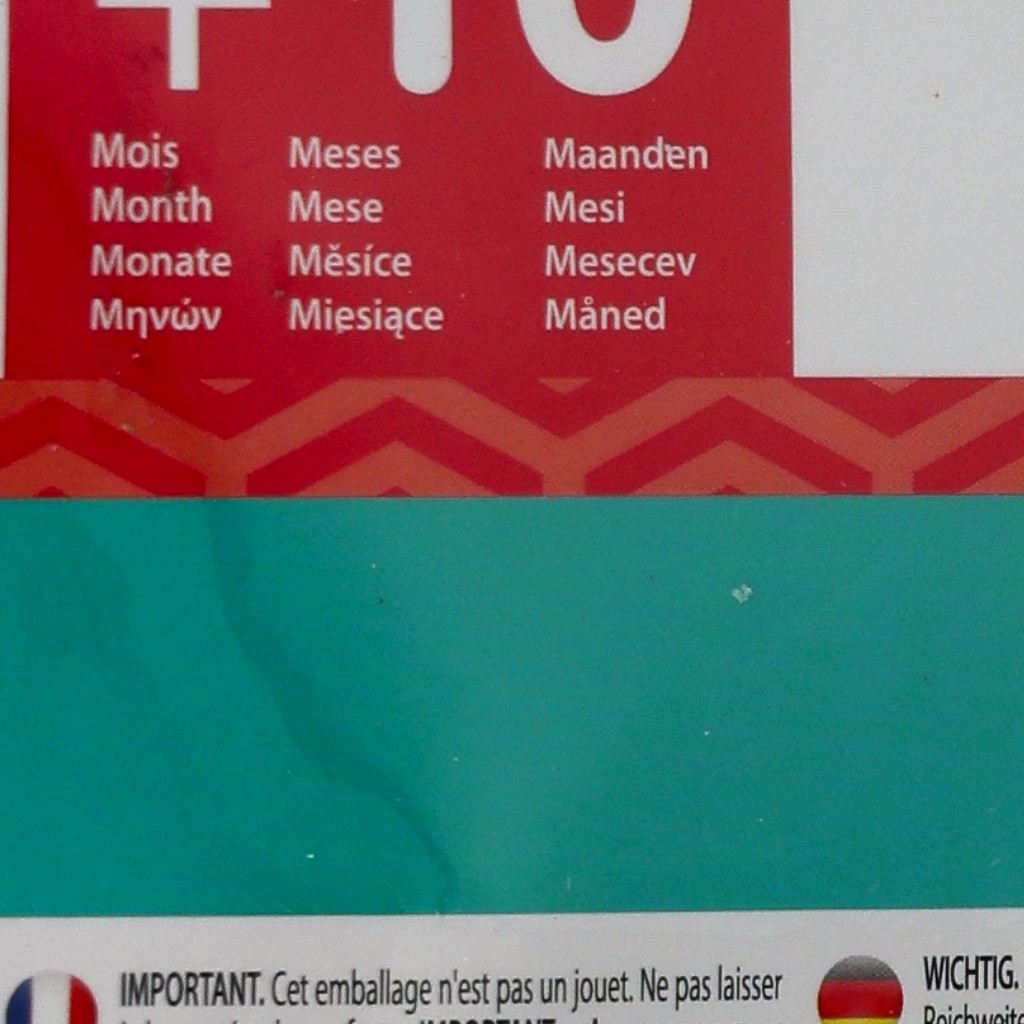 Mois Meses Maanden
Month Mese Mesi
Monate Měsíce Mesecev
Μηνών Miesiące Måned
IMPORTANT. Cet emballage n'est pas un jouet. Ne pas laisser
WICHTIG.